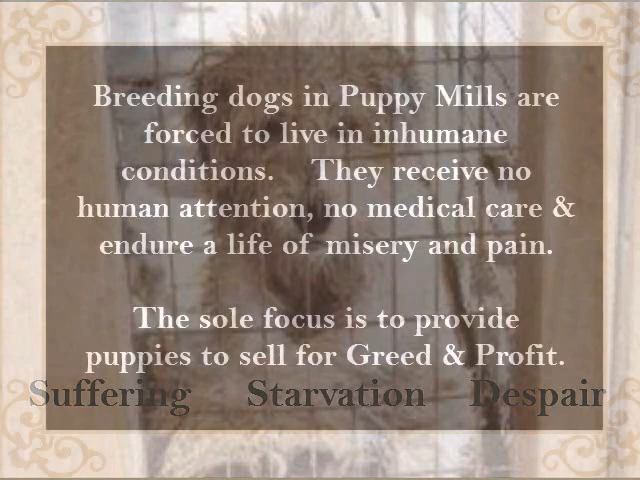 Breeding dogs in Puppy Mills are
forced to live in inhumane
conditions. They receive no
human attention, no medical care &
endure a life of misery and pain.
The sole focus is to provide
puppies to sell for Greed & Profit.
Suffering Starvation Despair